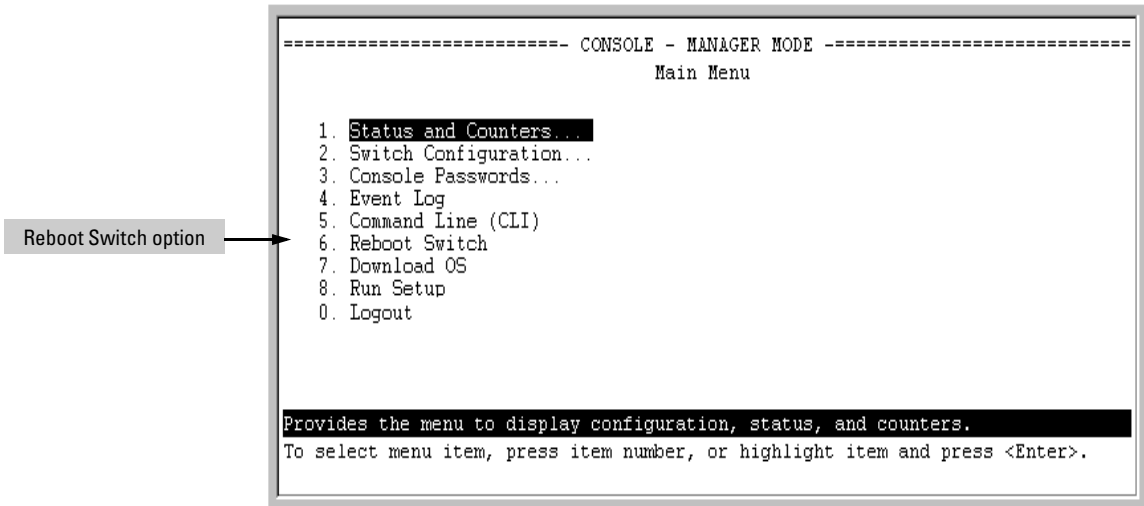 ==========================- CONSOLE - MANAGER MODE -============================
Main Menu
1. Status and Counters...
2. Switch Configuration...
3. Console Passwords...
4. Event Log
5. Command Line (CLI)
Reboot Switch option
6. Reboot Switch
7. Download OS
8. Run Setup
0. Logout
Provides the menu to display configuration, status, and counters.
To select menu item, press item number, or highlight item and press <Enter>.